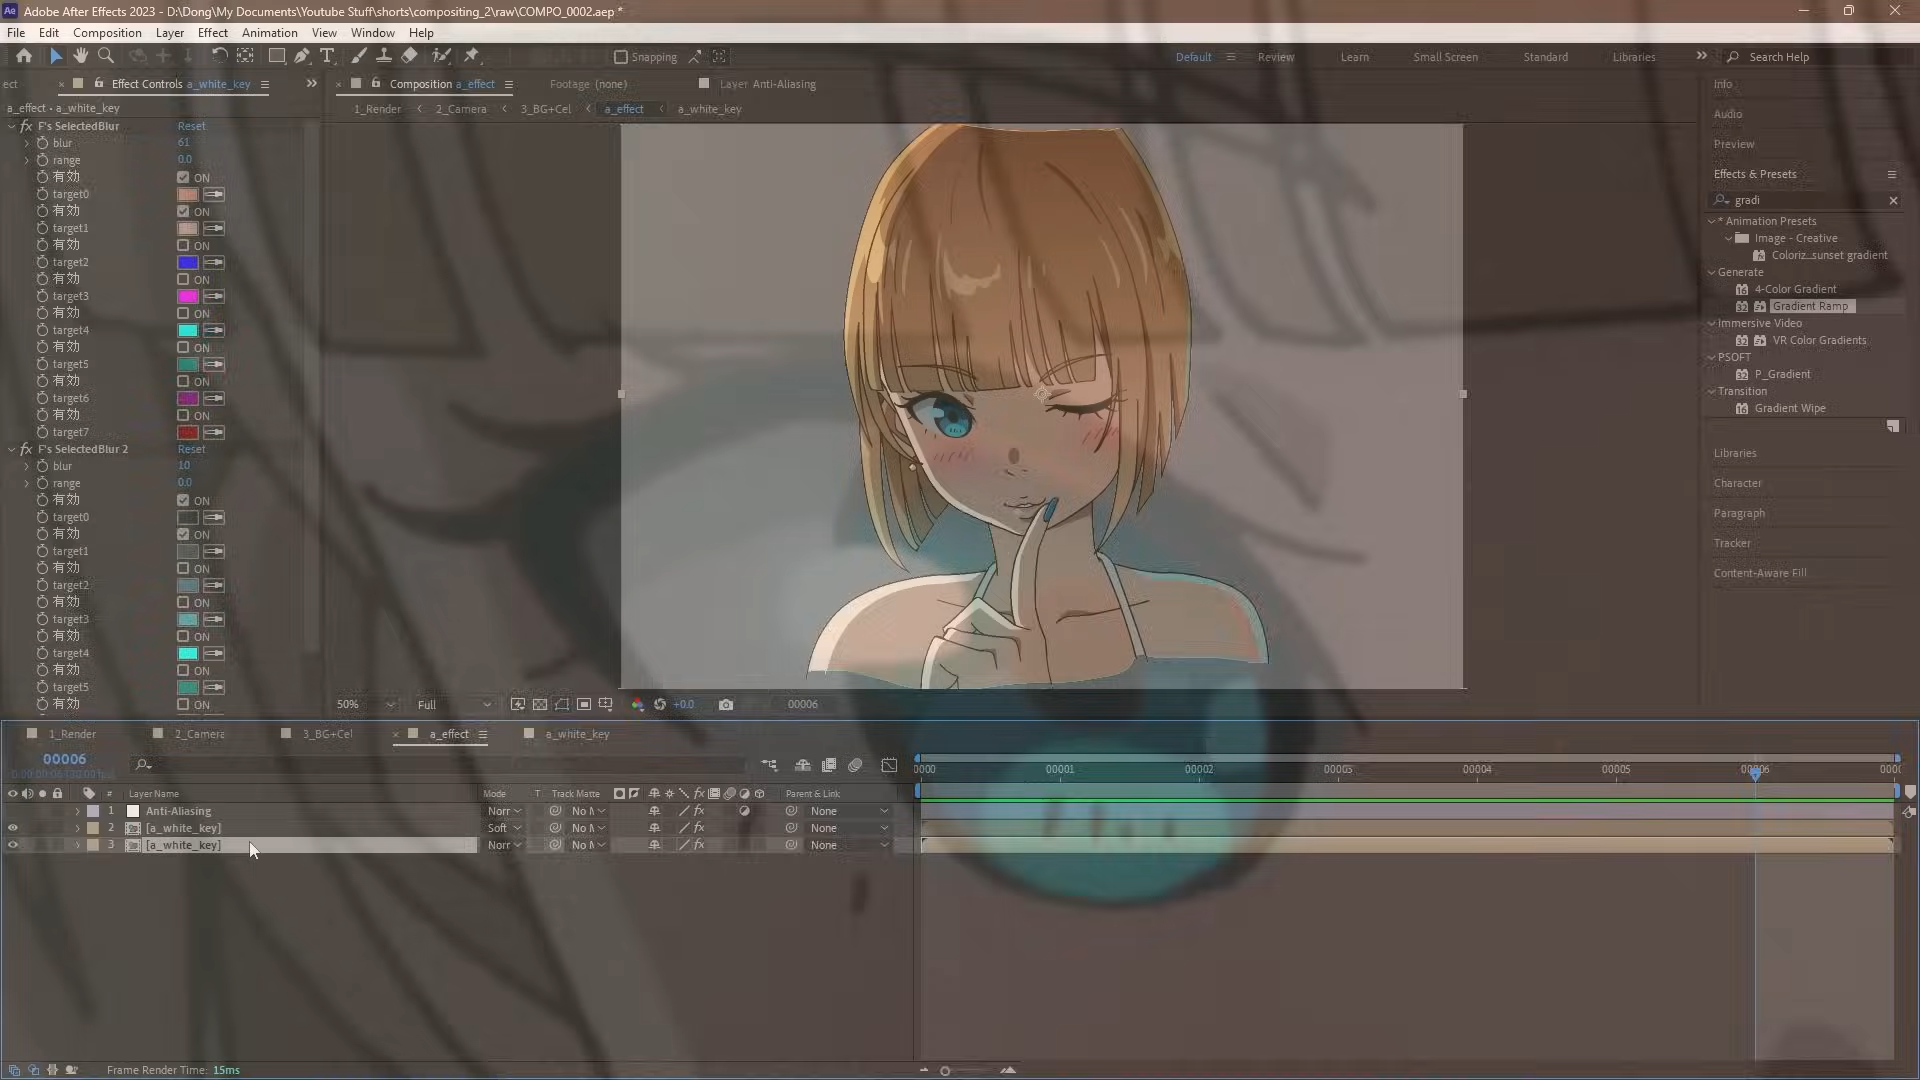 Adobe After Effects 2023 - D:\Dong\My Documents\Youtube Stuff\shorts\compositing_2\raw\COMPO_0002.aep *
File Edit Composition Layer Effect Animation View Window Help
Snapping Default Review Learn Small Screen Standard Libraries Search Help
ect Effect Controls a_white_key Composition a_effect Footage (none) Layer Anti-Aliasing Info
a_effect • a_white_key 1_Render 2_Camera 3_BG+Cel a_effect a_white_key
F's SelectedBlur Reset
blur 61
range 0.0
有効 ON
target0
有効 ON
target1
有効 ON
target2
有効 ON
target3
有効 ON
target4
有効 ON
target5
有効 ON
target6
有効 ON
target7
F's SelectedBlur 2 Reset
blur 10
range 0.0
有効 ON
target0
有効 ON
target1
有効 ON
target2
有効 ON
target3
有効 ON
target4
有効 ON
target5
有効 ON
50% Full +0.0 00006
Audio
Preview
Effects & Presets
gradi
* Animation Presets
Image - Creative
Coloriz...sunset gradient
Generate
4-Color Gradient
Gradient Ramp
Immersive Video
VR Color Gradients
PSOFT
P_Gradient
Transition
Gradient Wipe
Libraries
Character
Paragraph
Tracker
Content-Aware Fill
1_Render 2_Camera 3_BG+Cel a_effect a_white_key
00006
0000 00001 00002 00003 00004 00005 00006 0000
# Layer Name Mode T Track Matte fx Parent & Link
1 Anti-Aliasing Norr No M None
2 [a_white_key] Soft No M fx None
3 [a_white_key] Norr No M fx None
Frame Render Time: 15ms